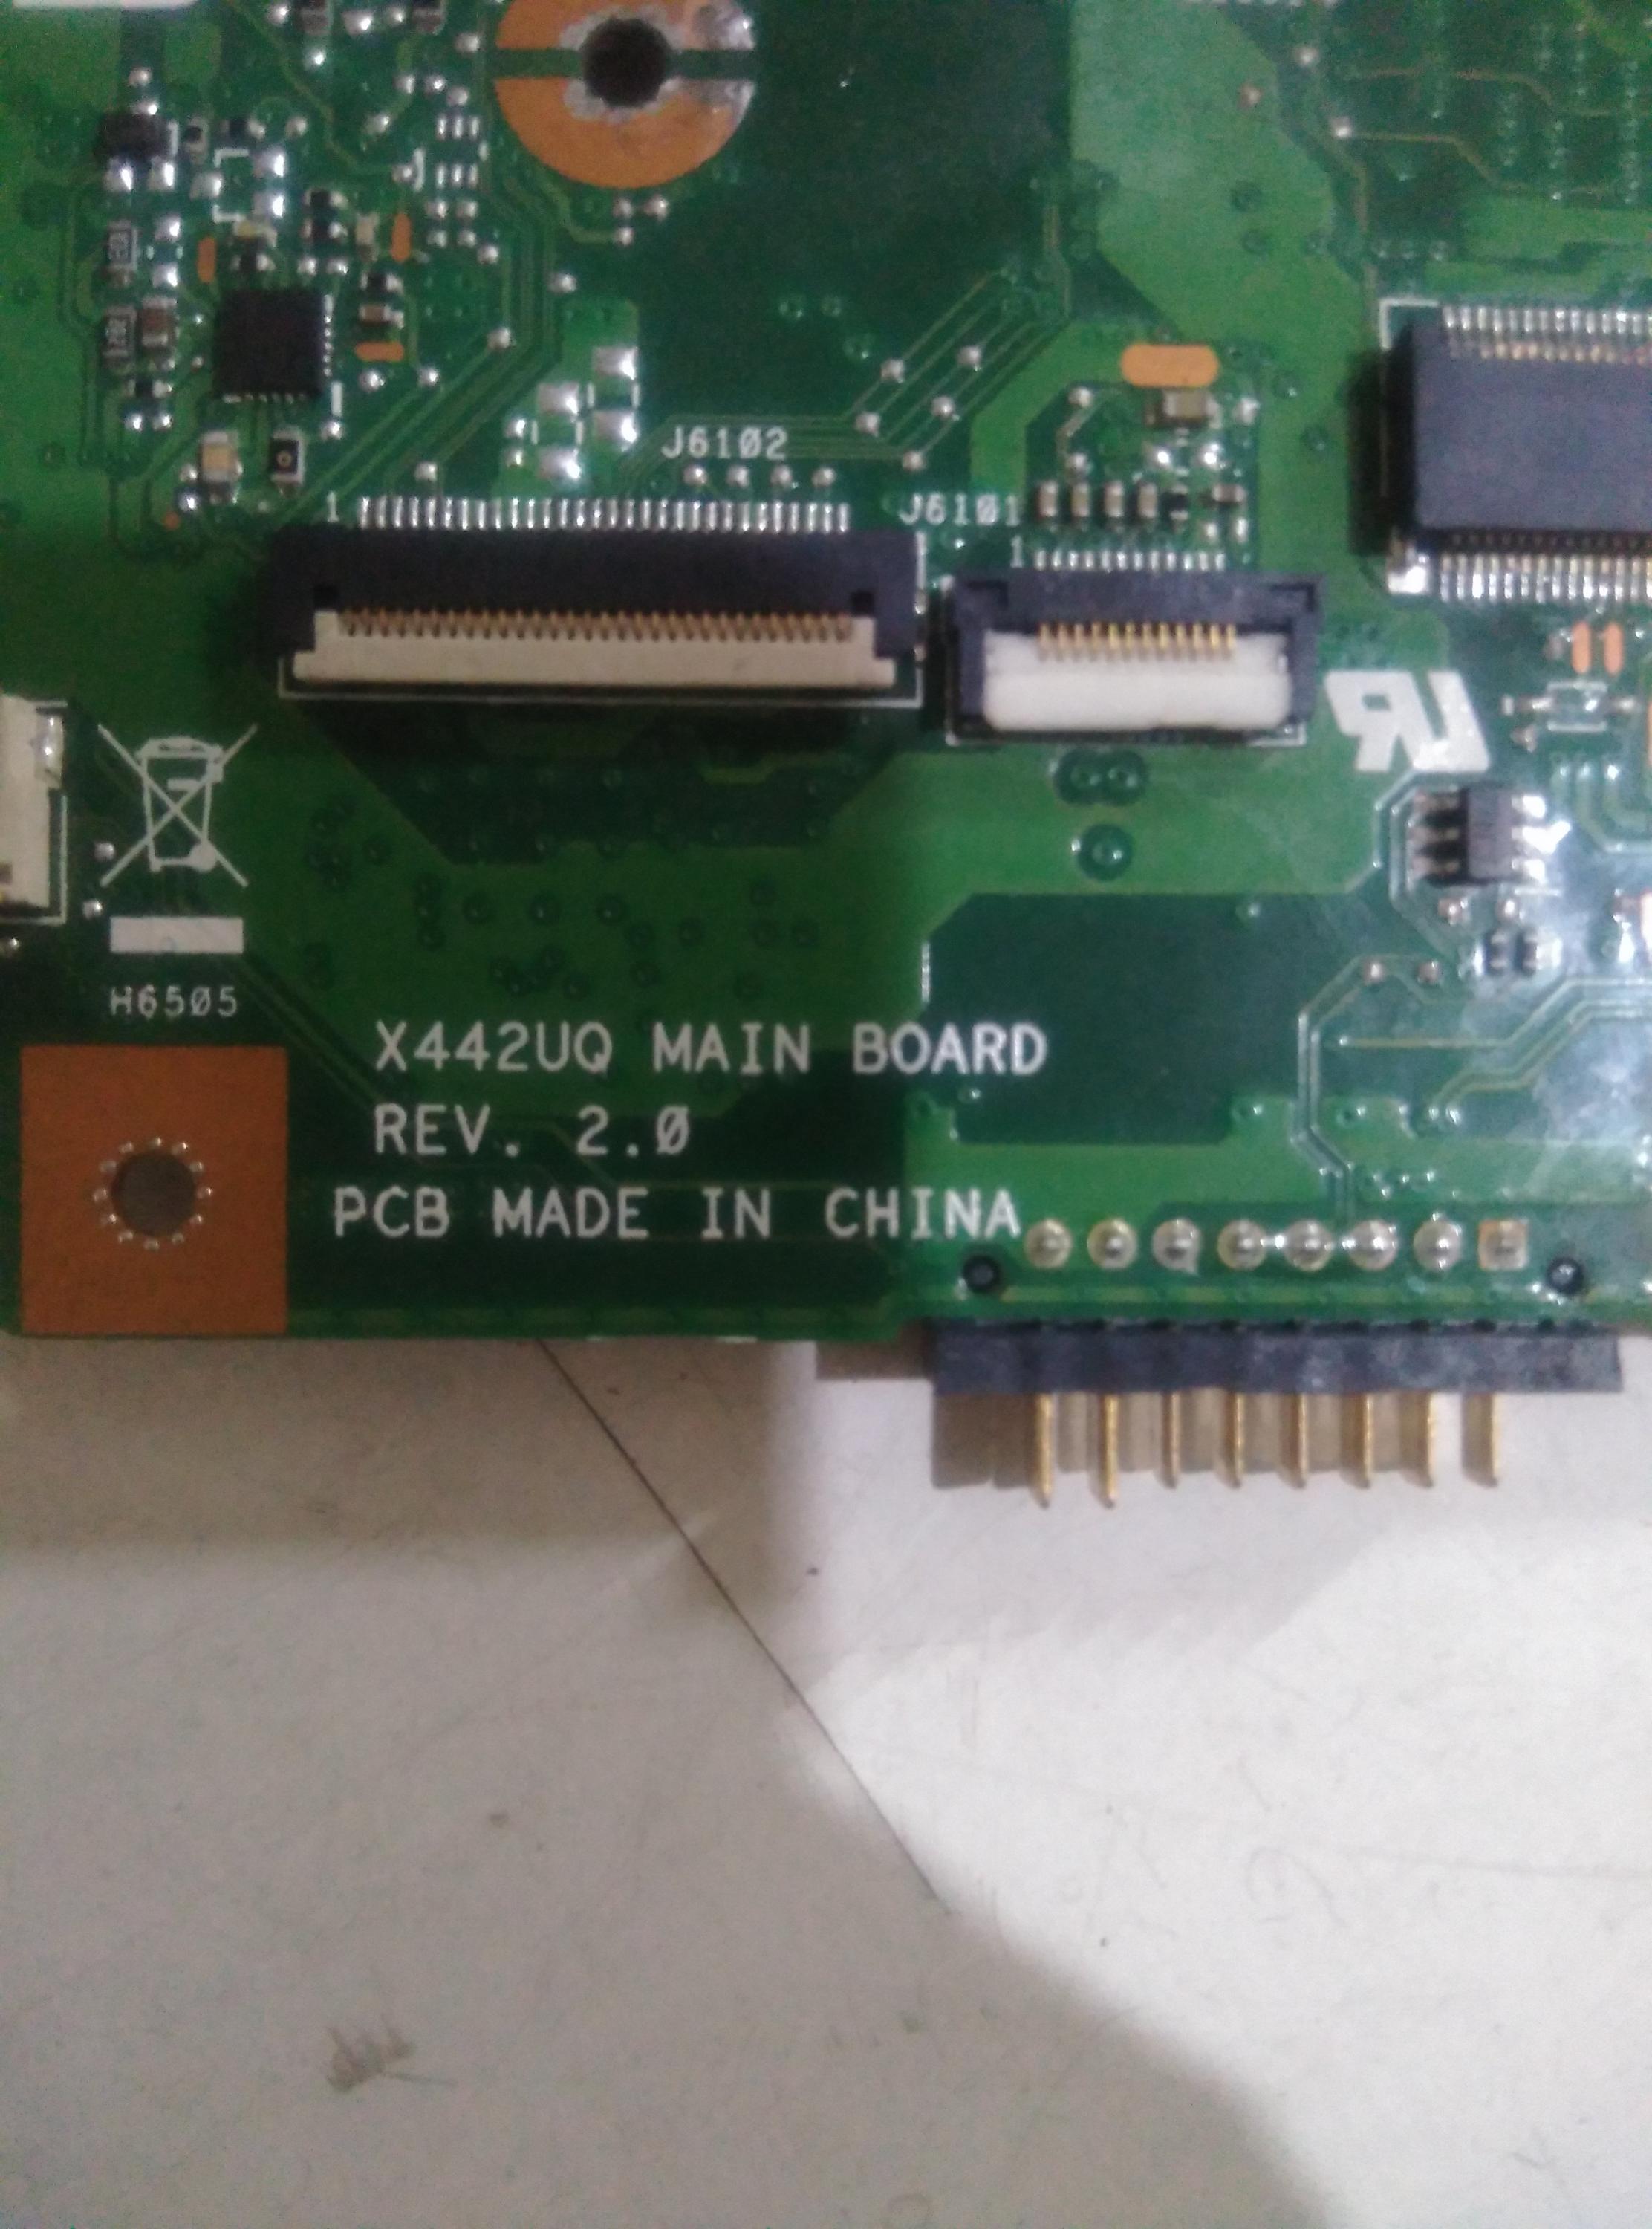 J6102
1
J6101
1
H6505
X442UQ MAIN BOARD
REV. 2.0
PCB MADE IN CHINA